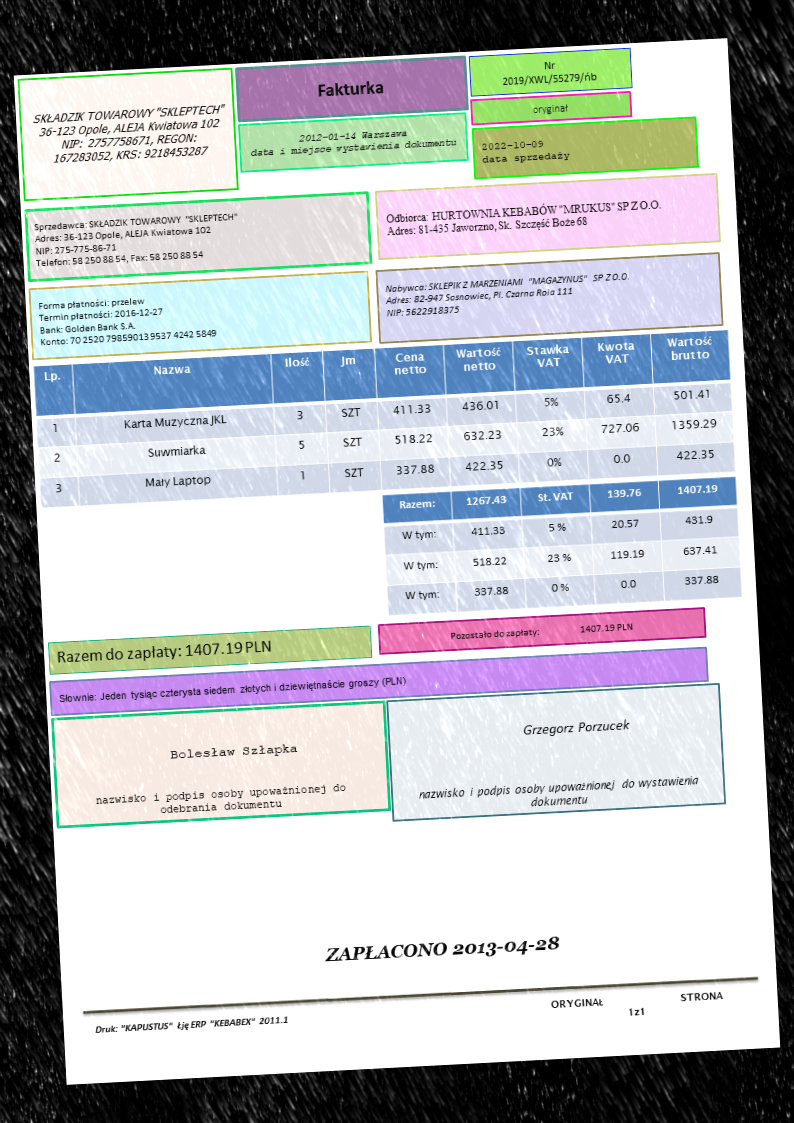 SKŁADZIK TOWAROWY "SKLEPTECH"
36-123 Opole, ALEJA Kwiatowa 102
NIP: 2757758671, REGON:
167283052, KRS: 9218453287
Fakturka
2012-01-14 Warszawa
data i miejsce wystawienia dokumentu
Nr
2019/XWL/55279/ńb
oryginał
2022-10-09
data sprzedaży
Sprzedawca: SKŁADZIK TOWAROWY "SKLEPTECH"
Adres: 36-123 Opole, ALEJA Kwiatowa 102
NIP: 275-775-86-71
Telefon: 58 250 88 54, Fax: 58 250 88 54
Odbiorca: HURTOWNIA KEBABÓW "MRUKUS" SP Z O.O.
Adres: 81-435 Jaworzno, Sk. Szczęść Boże 68
Forma płatności: przelew
Termin płatności: 2016-12-27
Bank: Golden Bank S.A.
Konto: 70 2520 7985 9013 9537 4242 5849
Nabywca: SKLEPIK Z MARZENIAMI "MAGAZYNUS" SP Z O.O.
Adres: 82-947 Sosnowiec, Pl. Czarna Rola 111
NIP: 5622918375
Lp. Nazwa Ilość Jm Cena netto Wartość netto Stawka VAT Kwota VAT Wartość brutto
1 Karta Muzyczna JKL 3 SZT 411.33 436.01 5% 65.4 501.41
2 Suwmiarka 5 SZT 518.22 632.23 23% 727.06 1359.29
3 Mały Laptop 1 SZT 337.88 422.35 0% 0.0 422.35
Razem: 1267.43 St. VAT 139.76 1407.19
W tym: 411.33 5 % 20.57 431.9
W tym: 518.22 23 % 119.19 637.41
W tym: 337.88 0 % 0.0 337.88
Razem do zapłaty: 1407.19 PLN
Pozostało do zapłaty: 1407.19 PLN
Słownie: Jeden tysiąc czterysta siedem złotych i dziewiętnaście groszy (PLN)
Bolesław Szłapka
nazwisko i podpis osoby upoważnionej do
odebrania dokumentu
Grzegorz Porzucek
nazwisko i podpis osoby upoważnionej do wystawienia
dokumentu
ZAPŁACONO 2013-04-28
Druk: "KAPUSTUS" Łję ERP "KEBABEX" 2011.1
ORYGINAŁ
STRONA
1 z 1